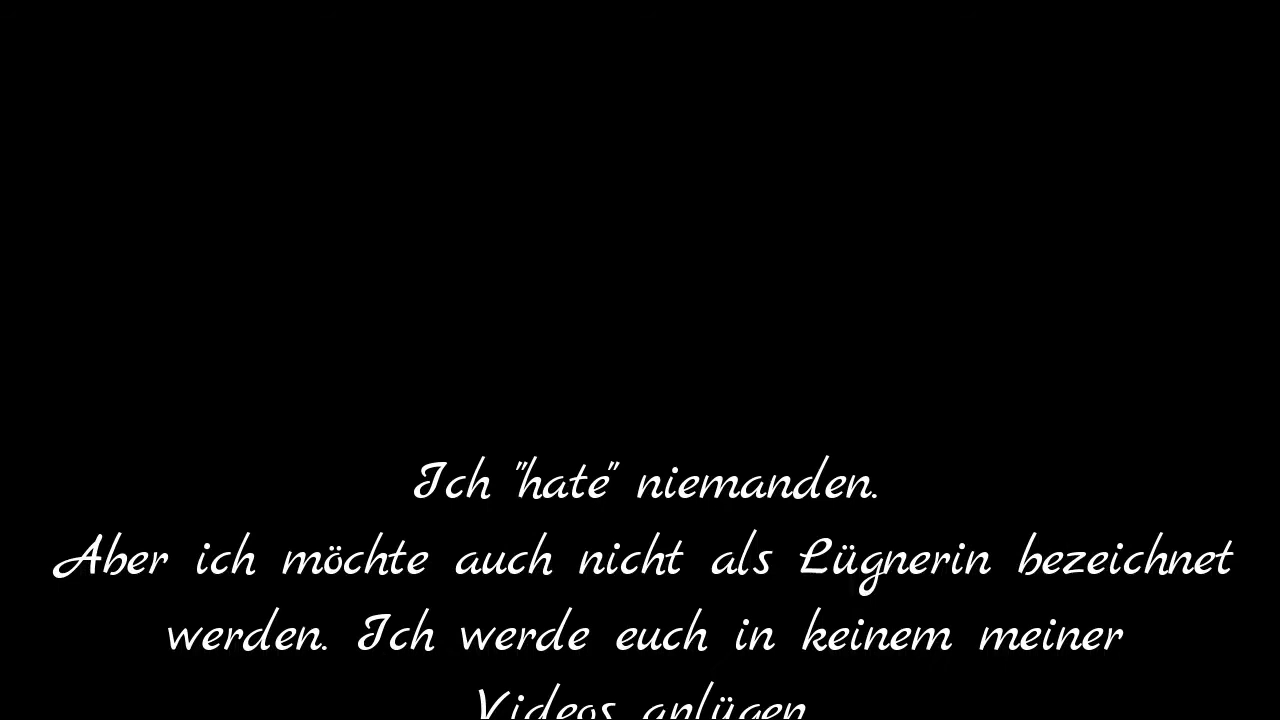 Ich "hate" niemanden.
Aber ich möchte auch nicht als Lügnerin bezeichnet
werden. Ich werde euch in keinem meiner
Videos anlügen